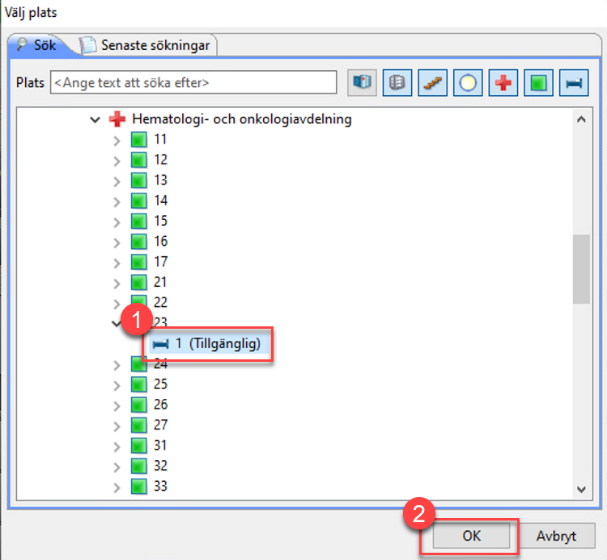 Välj plats
Sök
Senaste sökningar
Plats <Ange text att söka efter>
Hematologi- och onkologiavdelning
11
12
13
14
15
16
17
21
22
1
23
1 (Tillgänglig)
24
25
26
27
31
32
33
2
OK
Avbryt